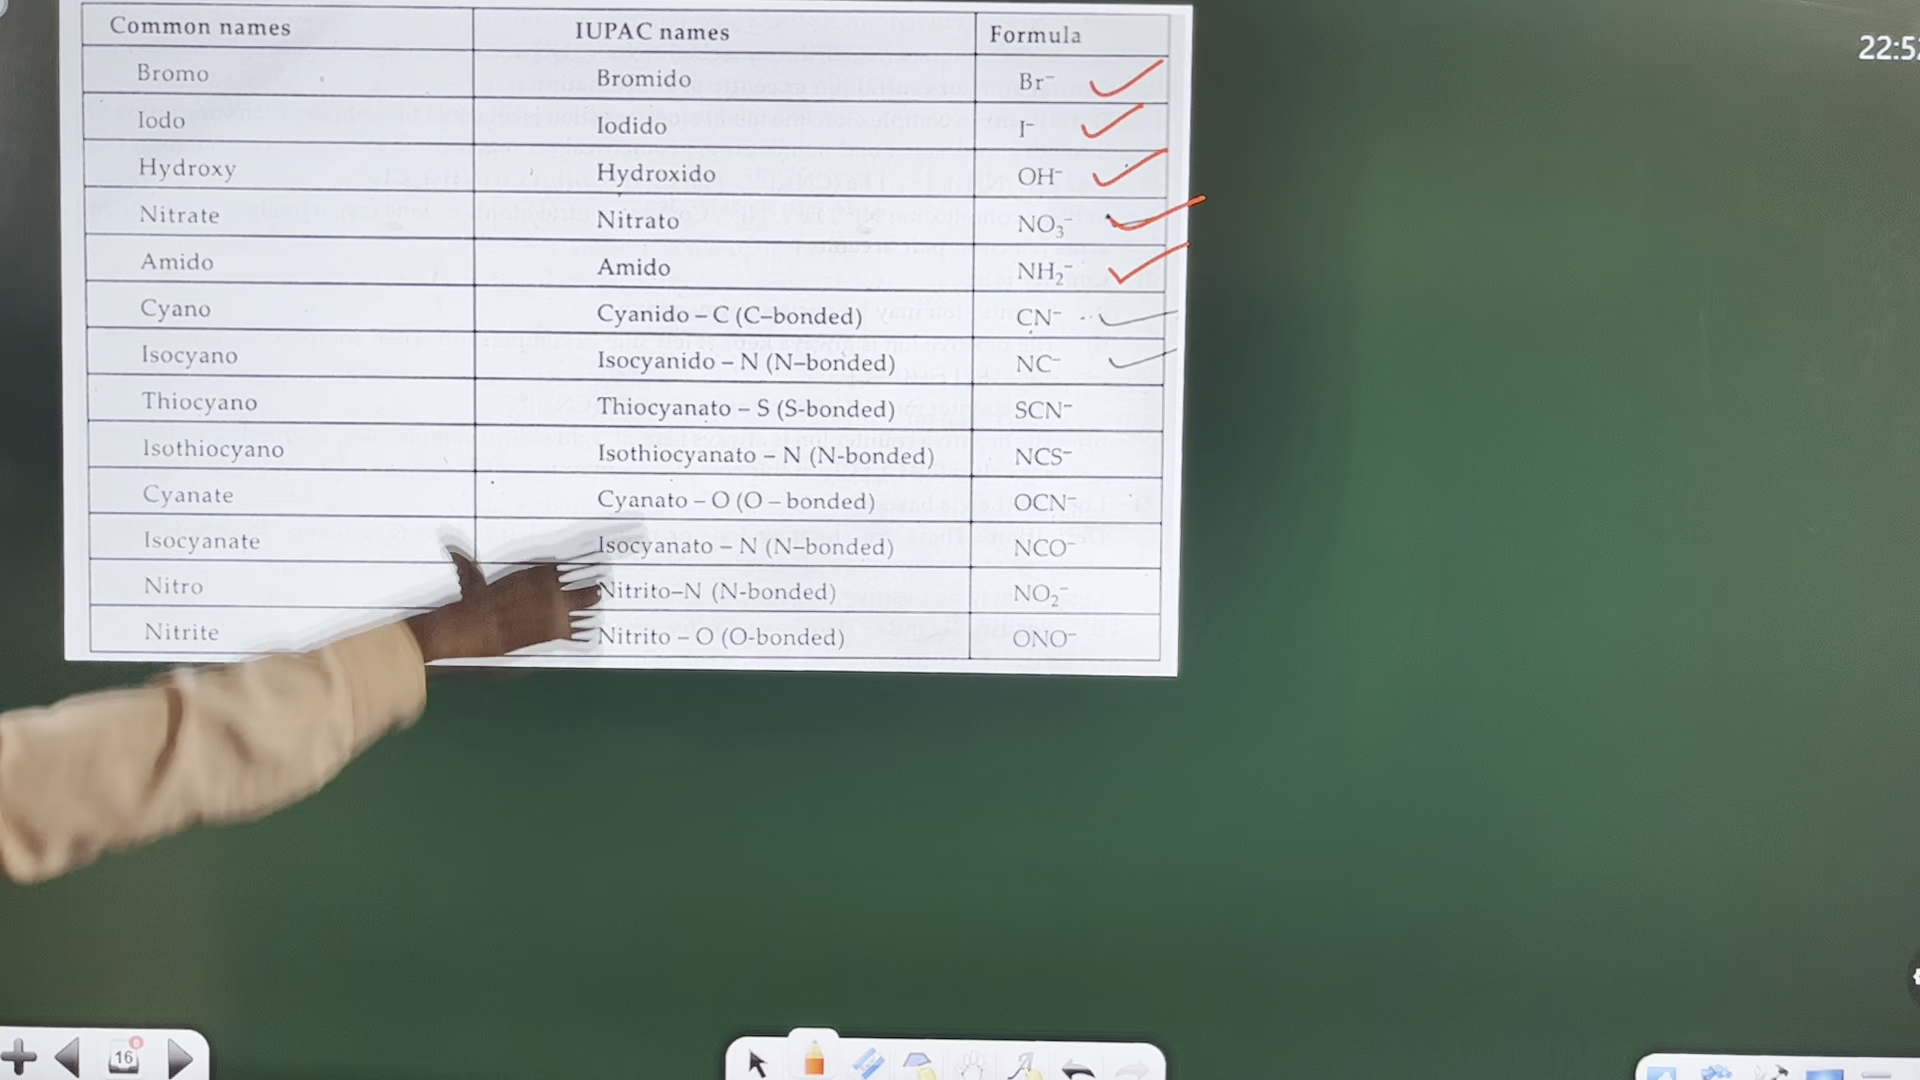 Common names IUPAC names Formula
Bromo Bromido Br⁻
Iodo Iodido I⁻
Hydroxy Hydroxido OH⁻
Nitrate Nitrato NO₃⁻
Amido Amido NH₂⁻
Cyano Cyanido – C (C–bonded) CN⁻
Isocyano Isocyanido – N (N–bonded) NC⁻
Thiocyano Thiocyanato – S (S-bonded) SCN⁻
Isothiocyano Isothiocyanato – N (N-bonded) NCS⁻
Cyanate Cyanato – O (O – bonded) OCN⁻
Isocyanate Isocyanato – N (N–bonded) NCO⁻
Nitro Nitrito–N (N-bonded) NO₂⁻
Nitrite Nitrito – O (O-bonded) ONO⁻
16